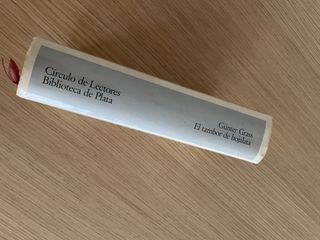 Círculo de Lectores
Biblioteca de Plata
Günter Grass
El tambor de hojalata